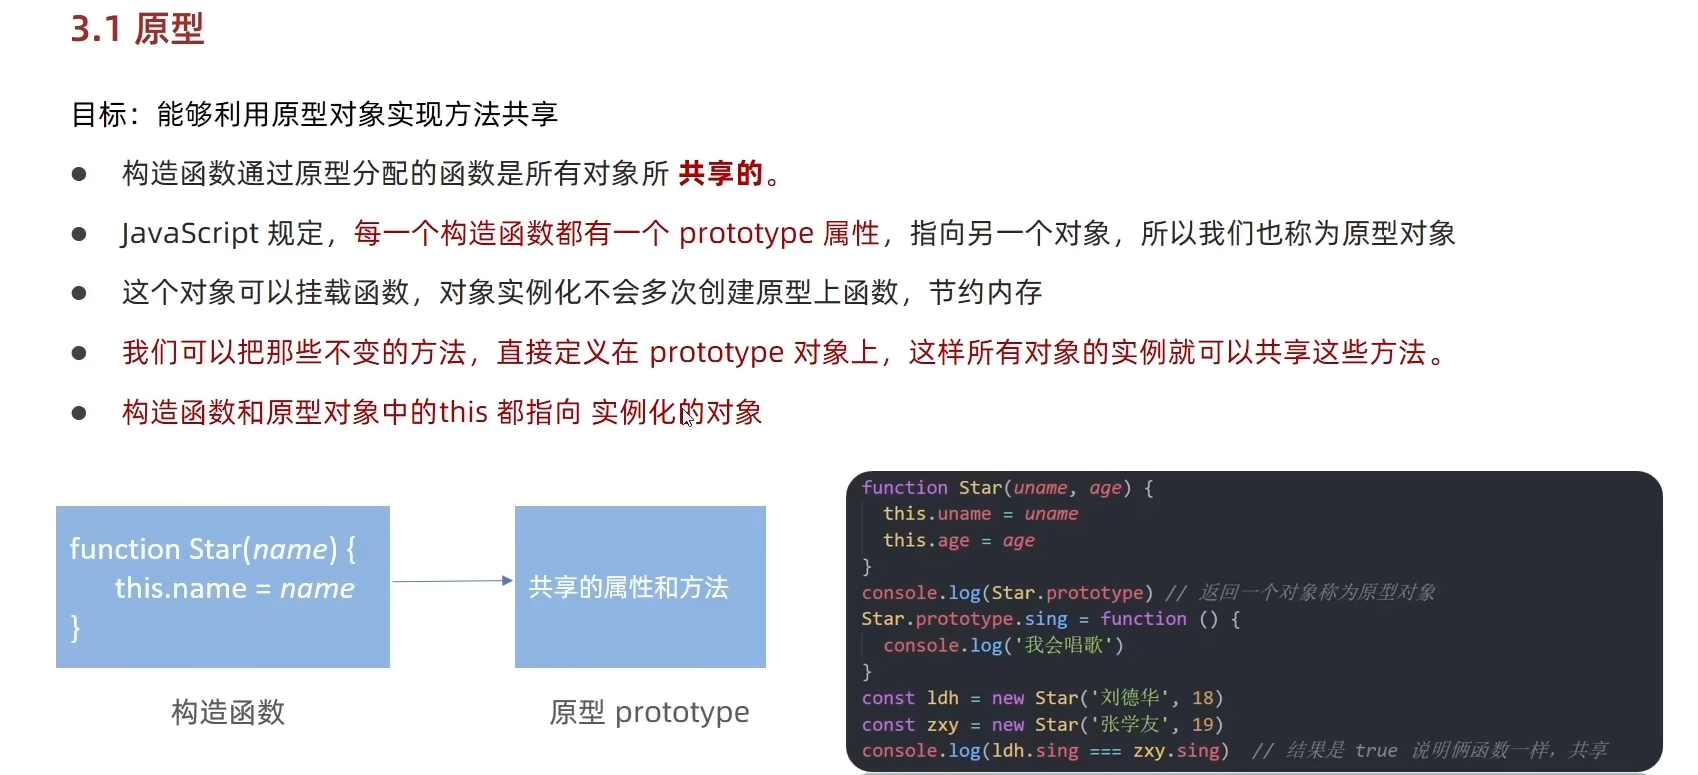 3.1 原型
目标：能够利用原型对象实现方法共享
● 构造函数通过原型分配的函数是所有对象所 共享的。
● JavaScript 规定，每一个构造函数都有一个 prototype 属性，指向另一个对象，所以我们也称为原型对象
● 这个对象可以挂载函数，对象实例化不会多次创建原型上函数，节约内存
● 我们可以把那些不变的方法，直接定义在 prototype 对象上，这样所有对象的实例就可以共享这些方法。
● 构造函数和原型对象中的this 都指向 实例化的对象
function Star(name) {
this.name = name
}
构造函数
共享的属性和方法
原型 prototype
function Star(uname, age) {
  this.uname = uname
  this.age = age
}
console.log(Star.prototype) // 返回一个对象称为原型对象
Star.prototype.sing = function () {
  console.log('我会唱歌')
}
const ldh = new Star('刘德华', 18)
const zxy = new Star('张学友', 19)
console.log(ldh.sing === zxy.sing)  // 结果是 true 说明俩函数一样，共享